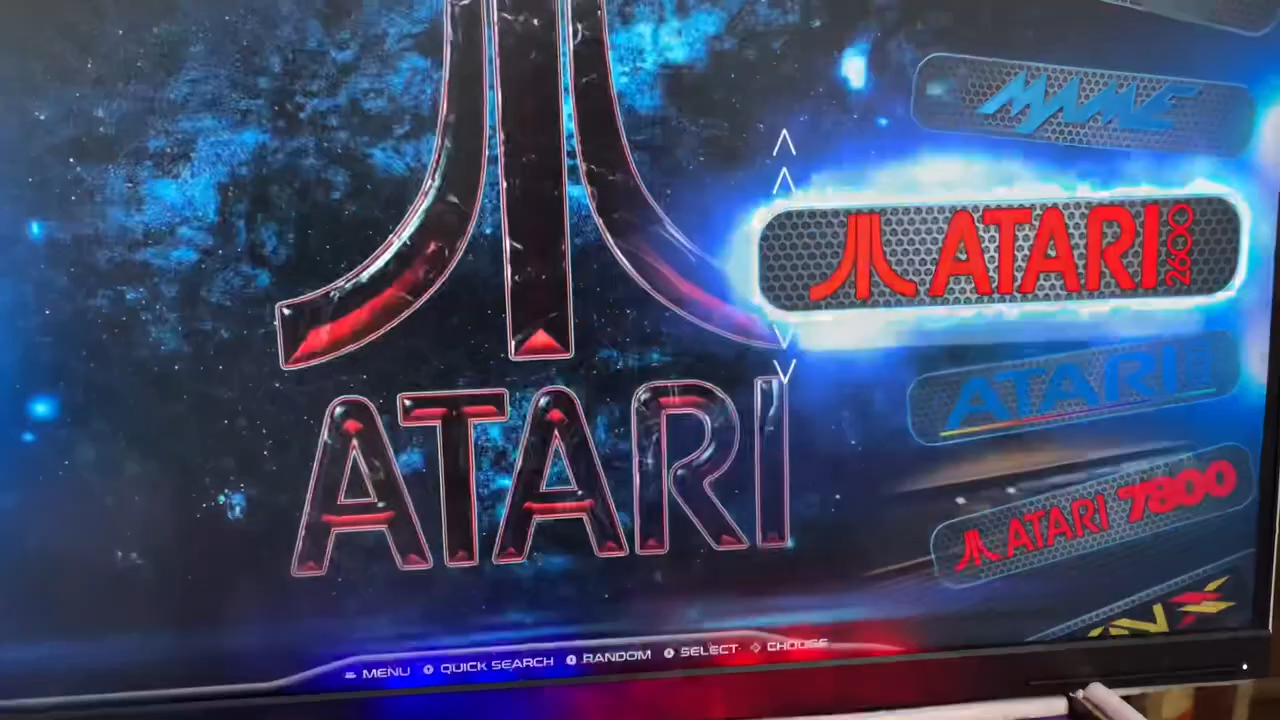 MAME
ATARI 2600
ATARI
ATARI
ATARI 7800
MENU QUICK SEARCH RANDOM SELECT CHOOSE